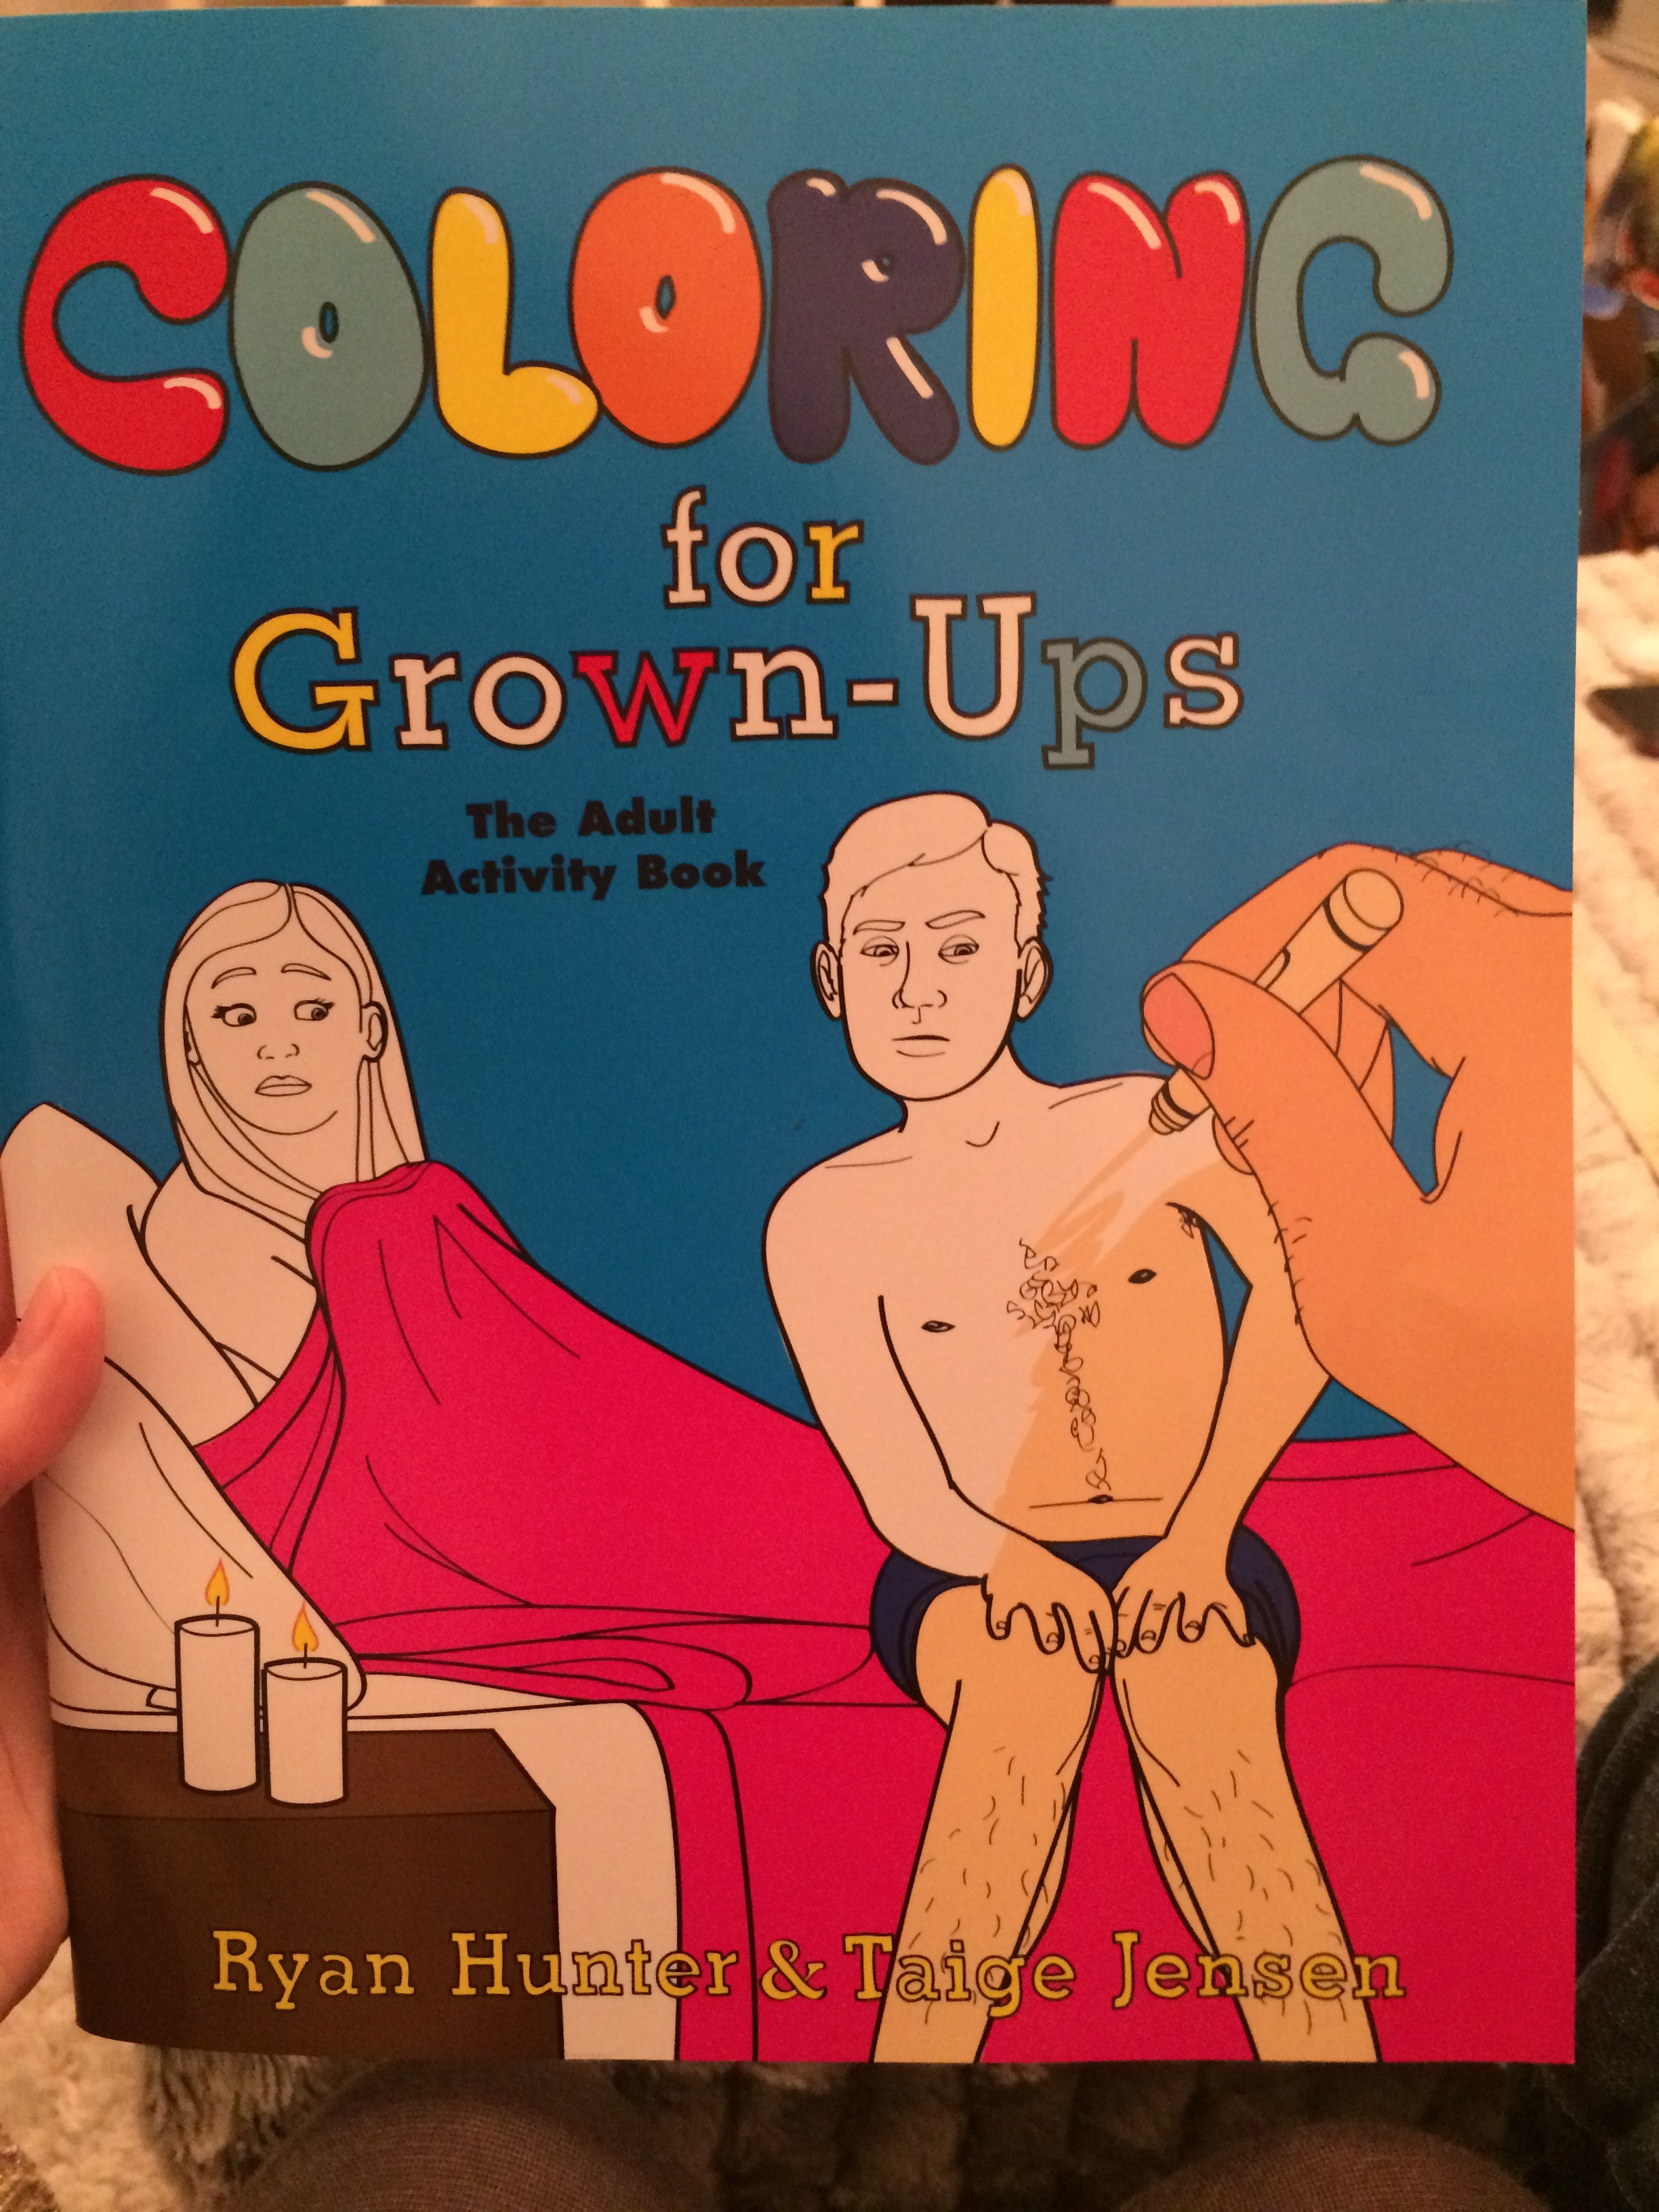 COLORING
for
Grown-Ups
The Adult
Activity Book
Ryan Hunter & Taige Jensen